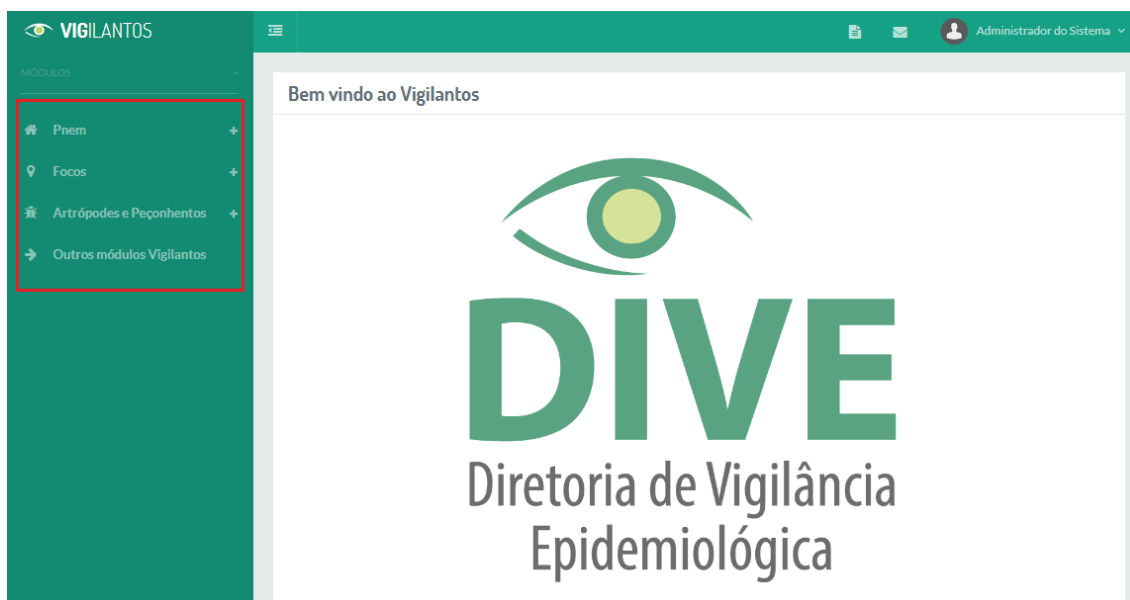 VIGILANTOS
Administrador do Sistema
MÓDULOS
Bem vindo ao Vigilantos
Pnem
Focos
Artrópodes e Peçonhentos
Outros módulos Vigilantos
DIVE
Diretoria de Vigilância
Epidemiológica